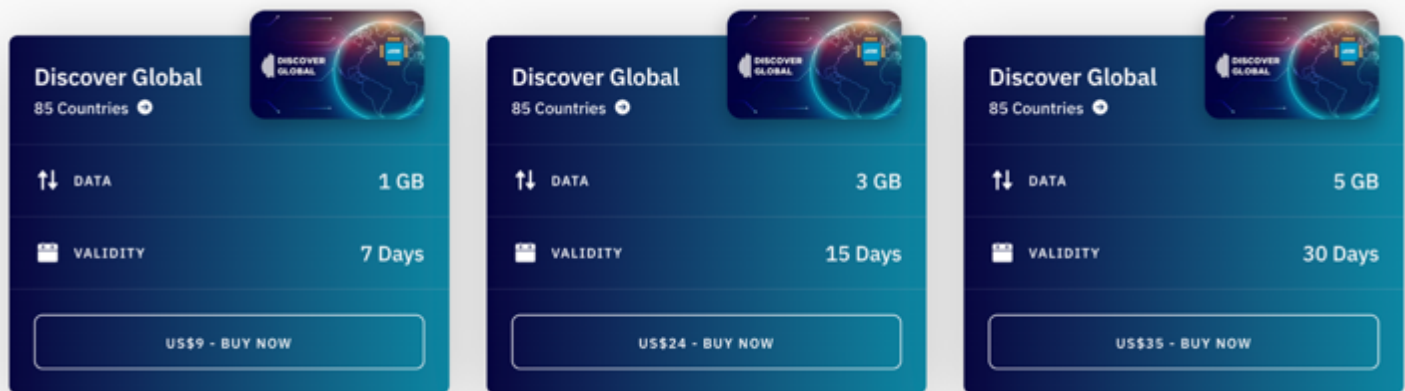 Discover Global
85 Countries
DISCOVER
GLOBAL
DATA 1 GB
VALIDITY 7 Days
US$9 - BUY NOW
Discover Global
85 Countries
DISCOVER
GLOBAL
DATA 3 GB
VALIDITY 15 Days
US$24 - BUY NOW
Discover Global
85 Countries
DISCOVER
GLOBAL
DATA 5 GB
VALIDITY 30 Days
US$35 - BUY NOW